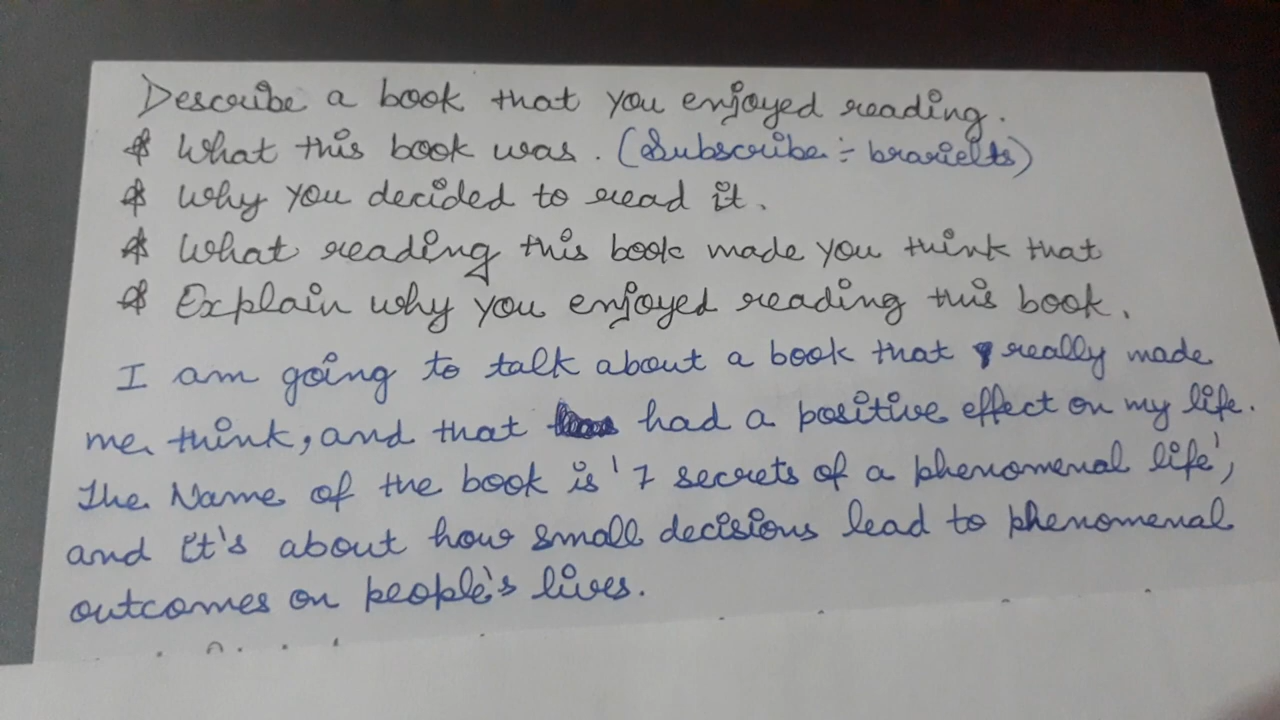 Describe a book that you enjoyed reading.
* What this book was. (Subscribe :- brarielts)
* Why you decided to read it.
* What reading this book made you think that
* Explain why you enjoyed reading this book.
I am going to talk about a book that really made
me think, and that had a positive effect on my life.
The Name of the book is '7 secrets of a phenomenal life',
and it's about how small decisions lead to phenomenal
outcomes on people's lives.